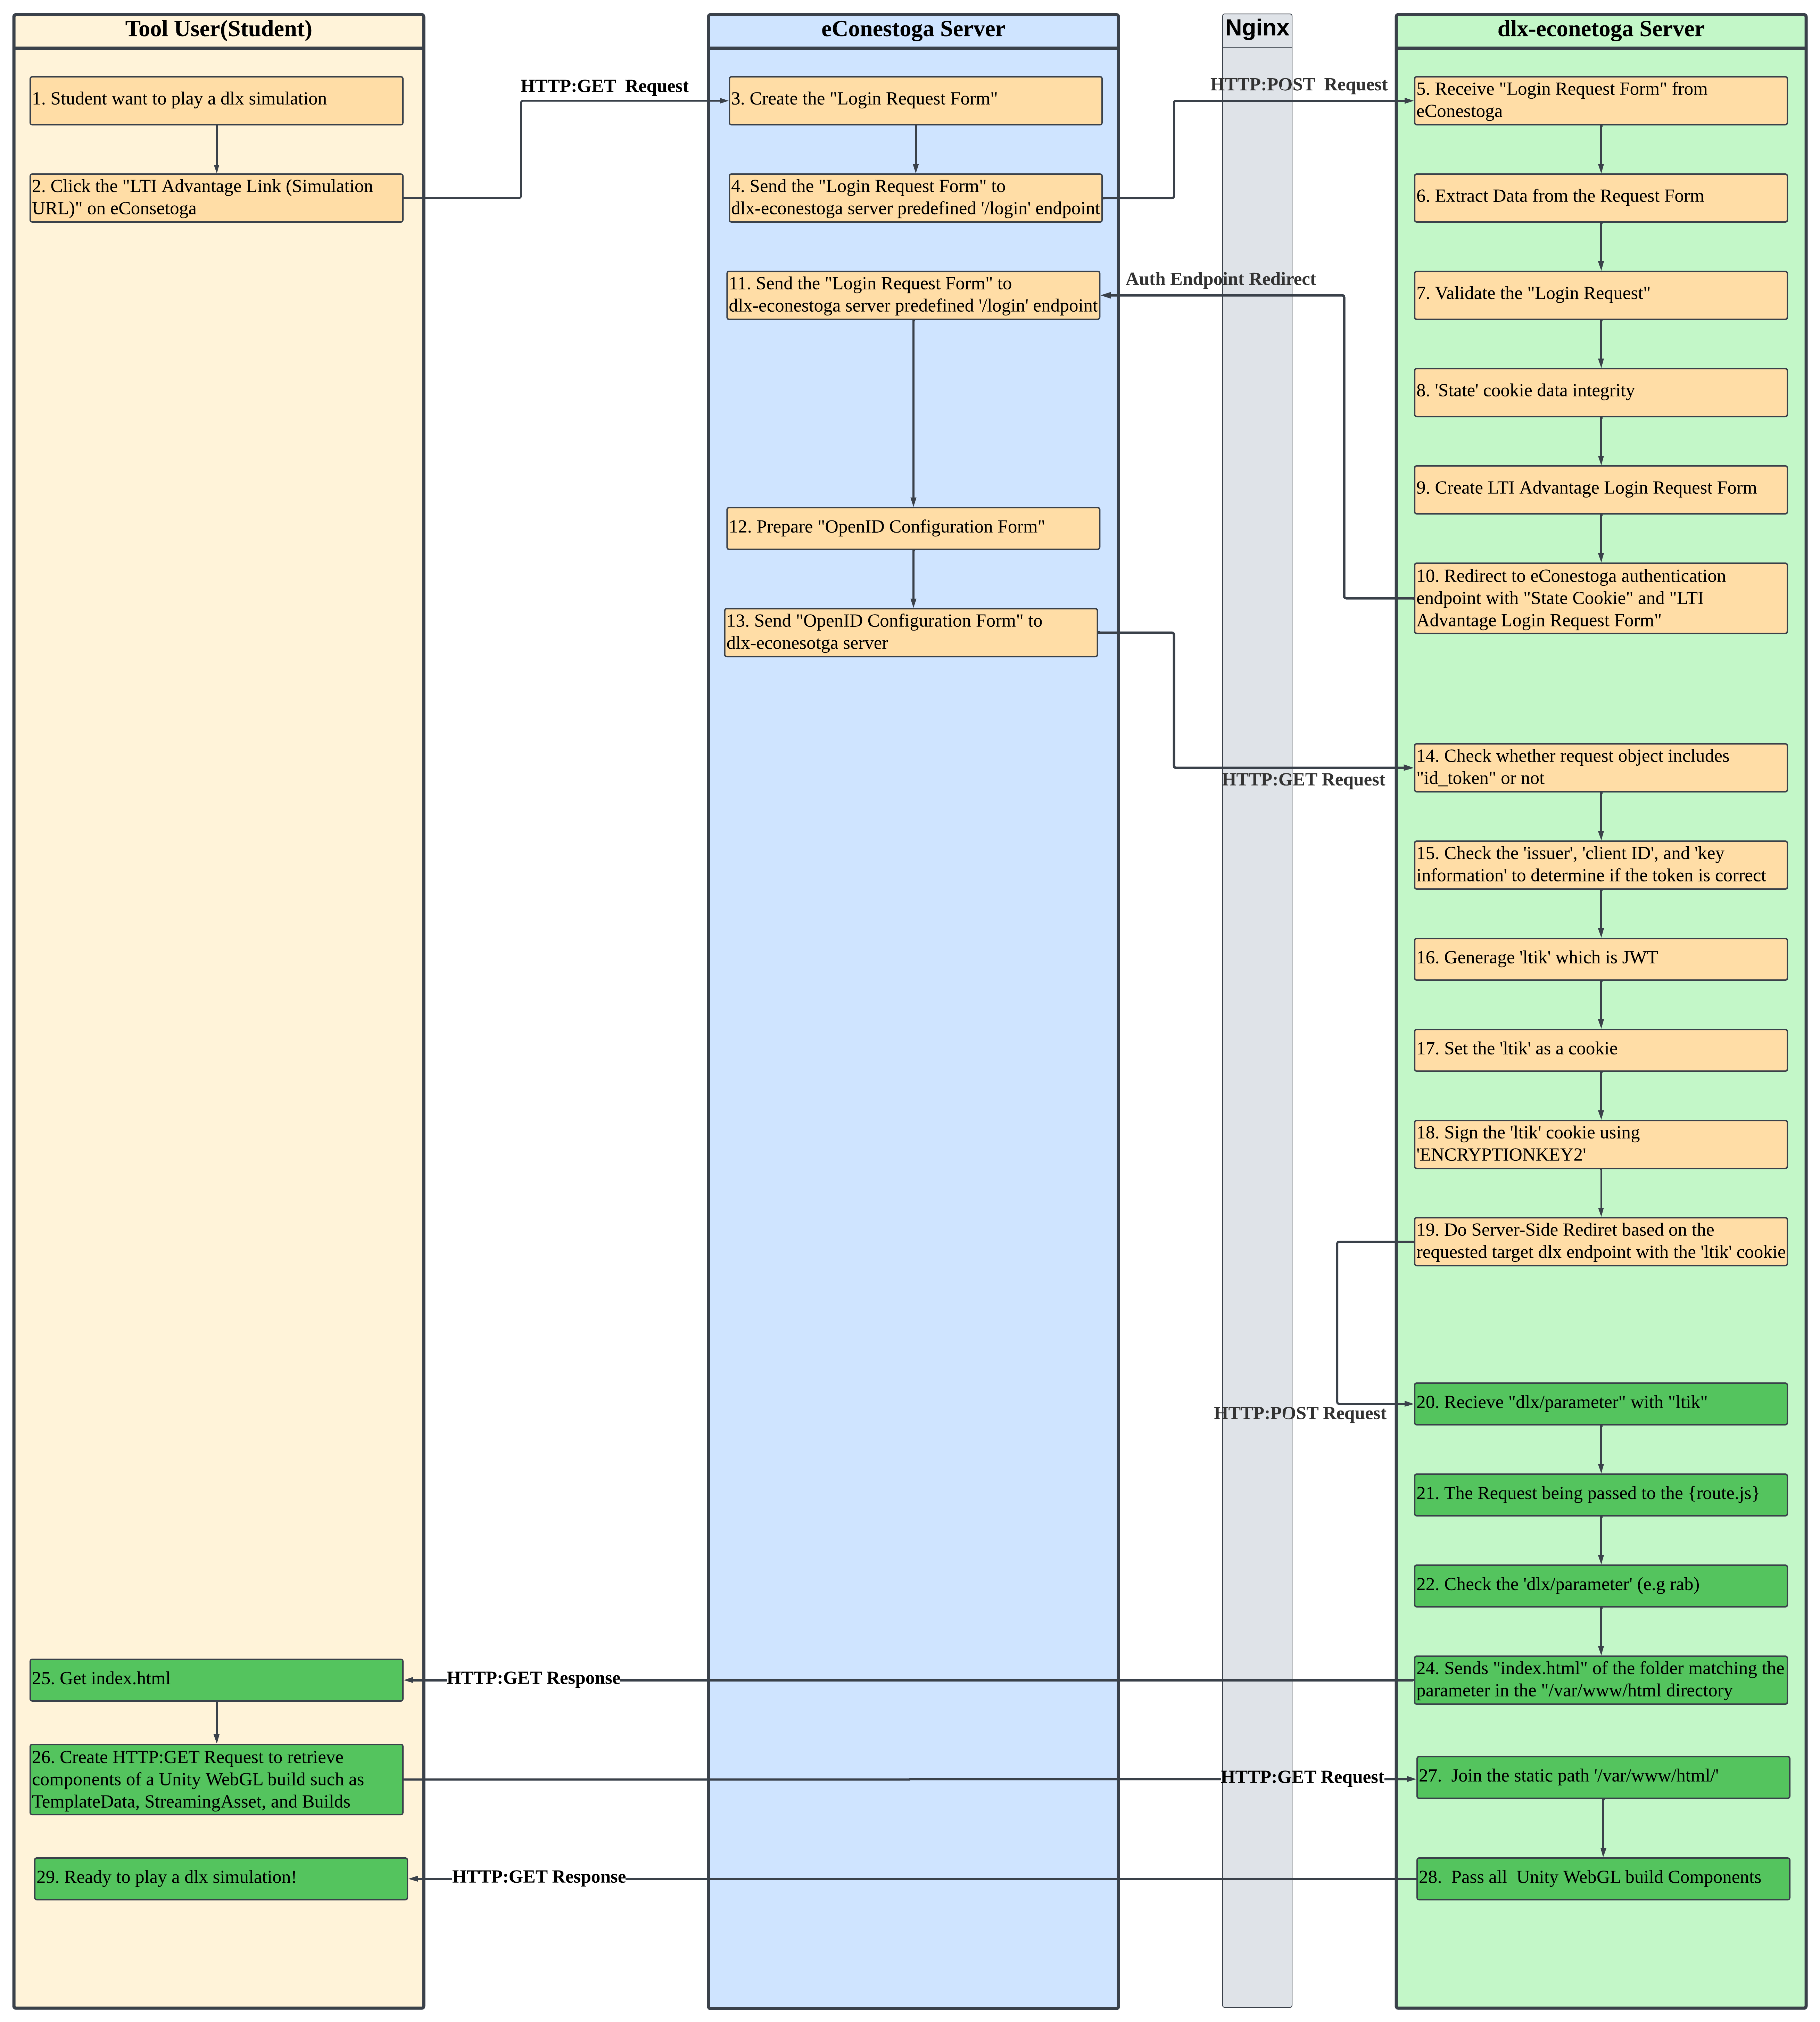 Tool User(Student)
eConestoga Server
Nginx
dlx-econetoga Server
1. Student want to play a dlx simulation
2. Click the "LTI Advantage Link (Simulation
URL)" on eConsetoga
HTTP:GET  Request
3. Create the "Login Request Form"
4. Send the "Login Request Form" to
dlx-econestoga server predefined '/login' endpoint
HTTP:POST  Request
5. Receive "Login Request Form" from
eConestoga
6. Extract Data from the Request Form
7. Validate the "Login Request"
8. 'State' cookie data integrity
9. Create LTI Advantage Login Request Form
10. Redirect to eConestoga authentication
endpoint with "State Cookie" and "LTI
Advantage Login Request Form"
Auth Endpoint Redirect
11. Send the "Login Request Form" to
dlx-econestoga server predefined '/login' endpoint
12. Prepare "OpenID Configuration Form"
13. Send "OpenID Configuration Form" to
dlx-econesotga server
HTTP:GET Request
14. Check whether request object includes
"id_token" or not
15. Check the 'issuer', 'client ID', and 'key
information' to determine if the token is correct
16. Generage 'ltik' which is JWT
17. Set the 'ltik' as a cookie
18. Sign the 'ltik' cookie using
'ENCRYPTIONKEY2'
19. Do Server-Side Rediret based on the
requested target dlx endpoint with the 'ltik' cookie
HTTP:POST Request
20. Recieve "dlx/parameter" with "ltik"
21. The Request being passed to the {route.js}
22. Check the 'dlx/parameter' (e.g rab)
24. Sends "index.html" of the folder matching the
parameter in the "/var/www/html directory
HTTP:GET Response
25. Get index.html
26. Create HTTP:GET Request to retrieve
components of a Unity WebGL build such as
TemplateData, StreamingAsset, and Builds
HTTP:GET Request
27.  Join the static path '/var/www/html/'
28.  Pass all  Unity WebGL build Components
HTTP:GET Response
29. Ready to play a dlx simulation!